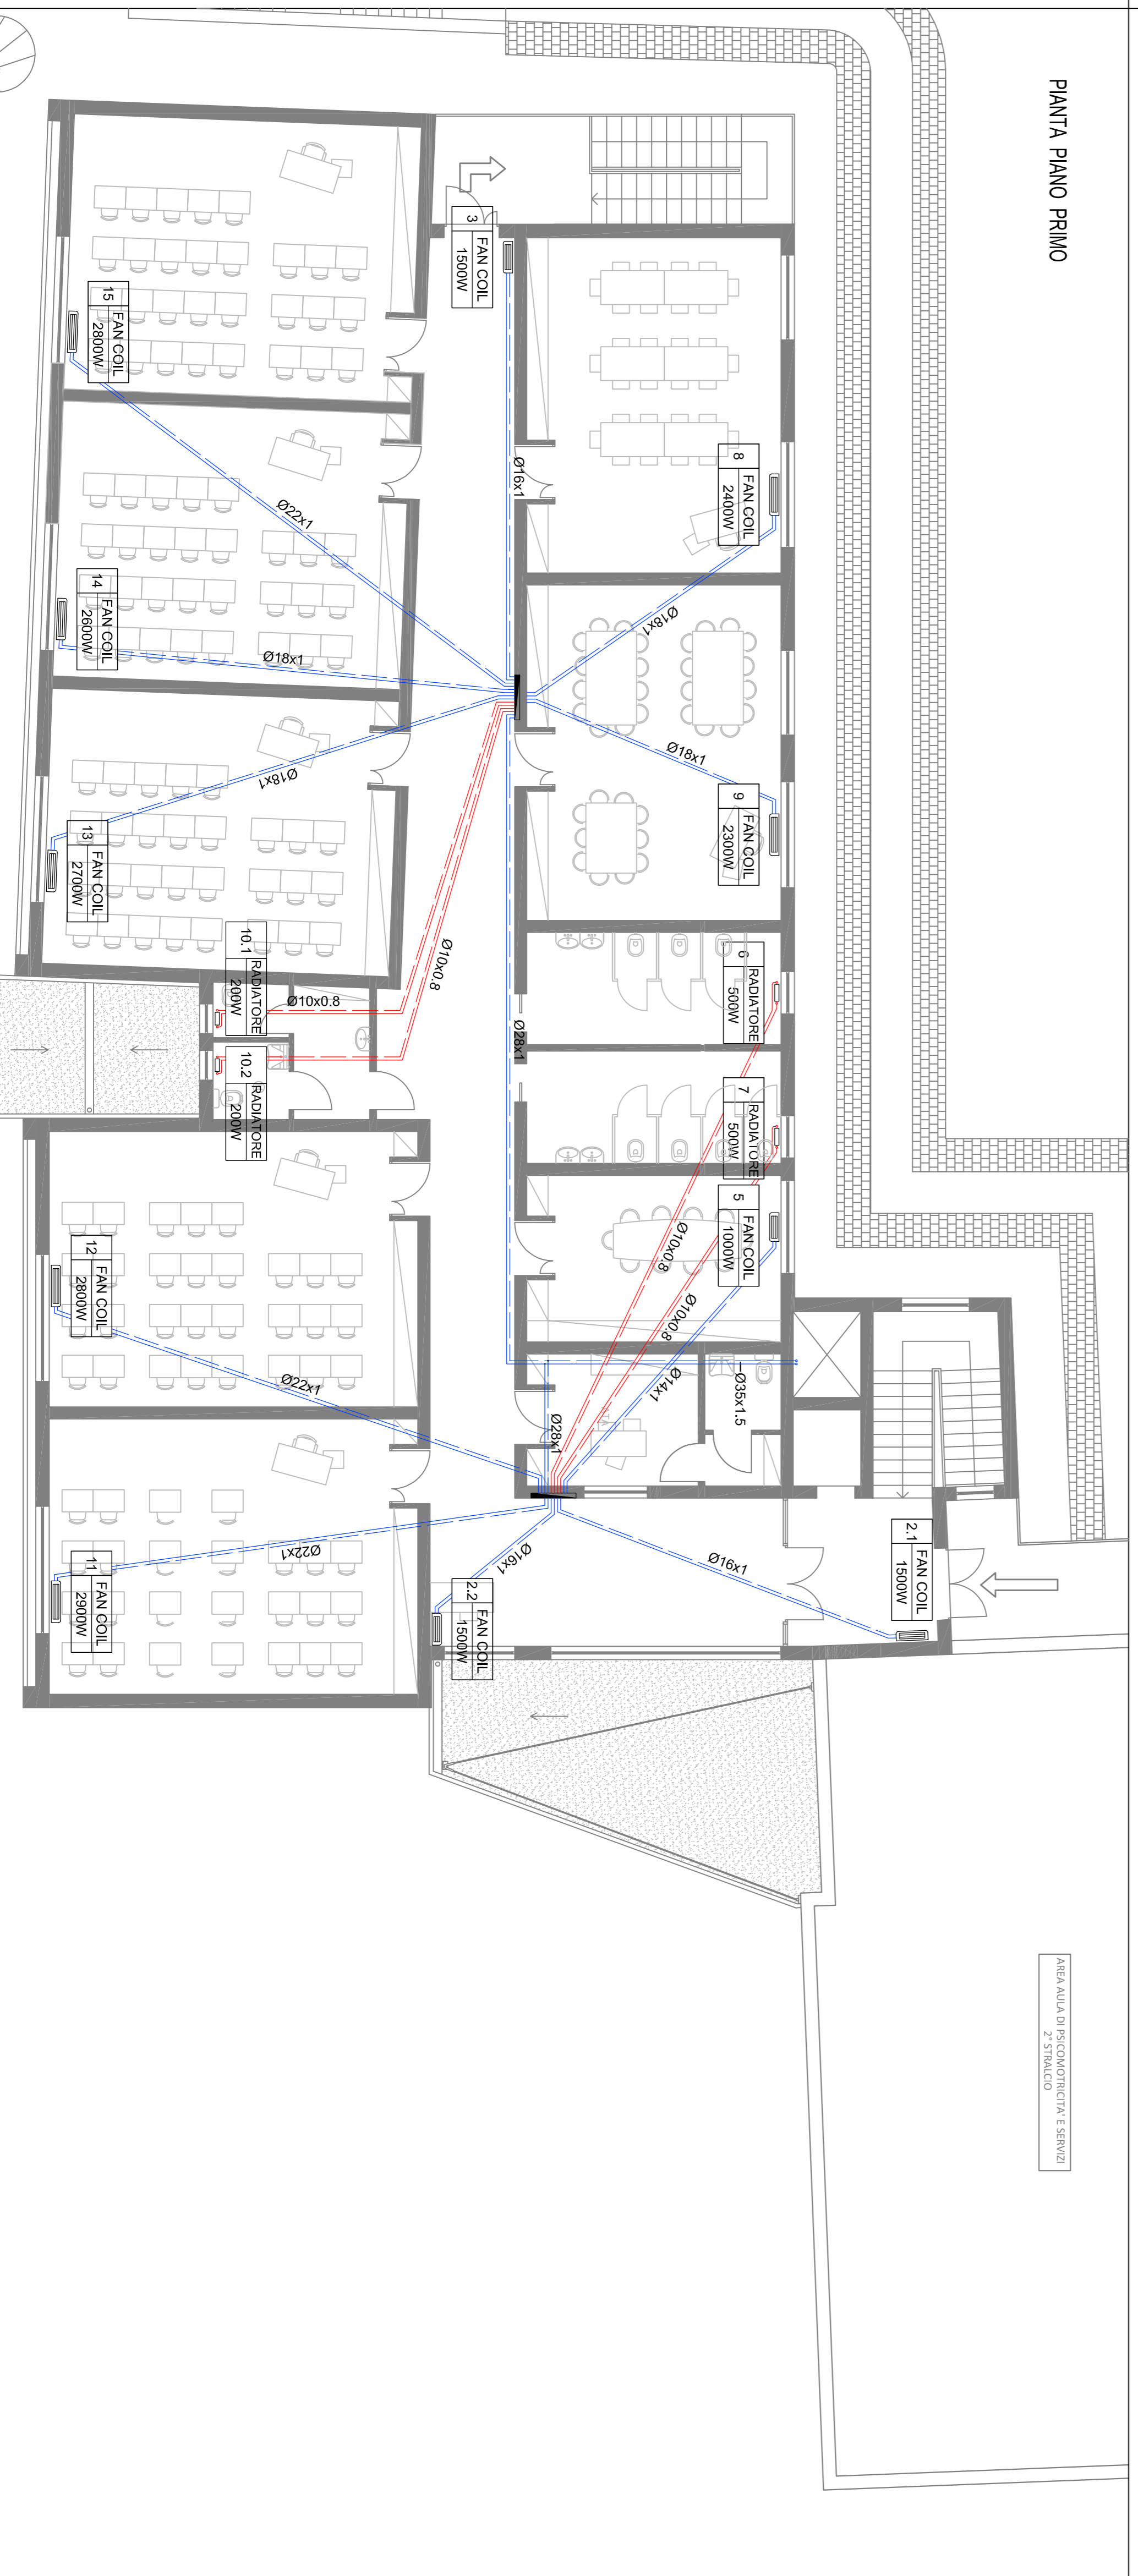 PIANTA PIANO PRIMO
3
FAN COIL
1500W
8
FAN COIL
2400W
15
FAN COIL
2800W
Ø16x1
Ø22x1
14
FAN COIL
2600W
Ø18x1
Ø18x1
Ø18x1
9
FAN COIL
2300W
Ø18x1
13
FAN COIL
2700W
Ø10x0.8
10.1
RADIATORE
200W
Ø10x0.8
10.2
RADIATORE
200W
Ø28x1
6
RADIATORE
500W
7
RADIATORE
500W
5
FAN COIL
1000W
Ø10x0.8
Ø10x0.8
Ø14x1
Ø35x1.5
Ø28x1
12
FAN COIL
2800W
Ø22x1
11
FAN COIL
2900W
Ø22x1
Ø16x1
2.2
FAN COIL
1500W
Ø16x1
2.1
FAN COIL
1500W
AREA AULA DI PSICOMOTRICITA' E SERVIZI
2° STRALCIO